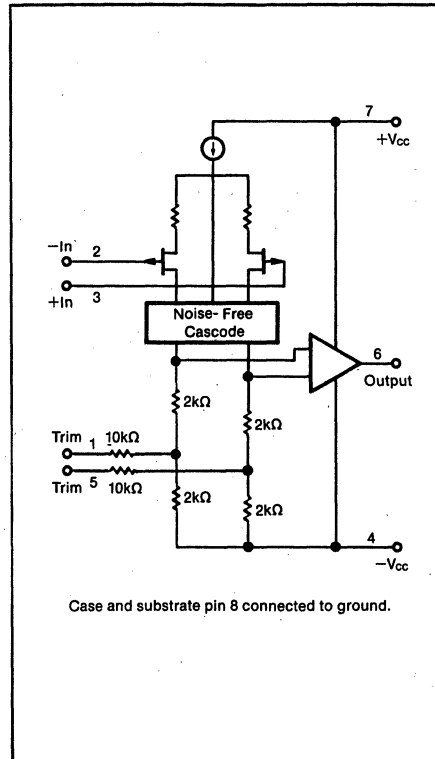 7
+Vcc
−In 2
+In 3
Noise-Free
Cascode
6
Output
2kΩ
2kΩ
Trim 1 10kΩ
Trim 5 10kΩ
2kΩ
2kΩ
4
−Vcc
Case and substrate pin 8 connected to ground.